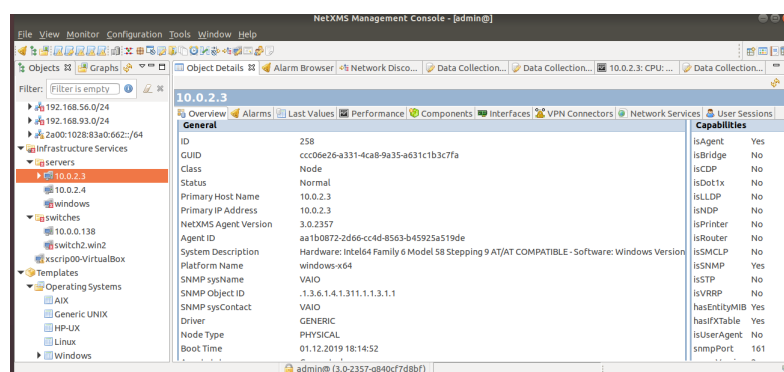 NetXMS Management Console - [admin@]
File View Monitor Configuration Tools Window Help
Objects Graphs
Object Details Alarm Browser Network Disco... Data Collection... Data Collection... 10.0.2.3: CPU: ... Data Collection...
Filter: Filter is empty
10.0.2.3
Overview Alarms Last Values Performance Components Interfaces VPN Connectors Network Services User Sessions
192.168.56.0/24
192.168.93.0/24
2a00:1028:83a0:662::/64
Infrastructure Services
servers
10.0.2.3
10.0.2.4
windows
switches
10.0.0.138
switch2.win2
xscrip00-VirtualBox
Templates
Operating Systems
AIX
Generic UNIX
HP-UX
Linux
Windows
General
ID 258
GUID ccc06e26-a331-4ca8-9a35-a631c1b3c7fa
Class Node
Status Normal
Primary Host Name 10.0.2.3
Primary IP Address 10.0.2.3
NetXMS Agent Version 3.0.2357
Agent ID aa1b0872-2d66-cc4d-8563-b45925a519de
System Description Hardware: Intel64 Family 6 Model 58 Stepping 9 AT/AT COMPATIBLE - Software: Windows Version
Platform Name windows-x64
SNMP sysName VAIO
SNMP Object ID .1.3.6.1.4.1.311.1.1.3.1.1
SNMP sysContact VAIO
Driver GENERIC
Node Type PHYSICAL
Boot Time 01.12.2019 18:14:52
Capabilities
isAgent Yes
isBridge No
isCDP No
isDot1x No
isLLDP No
isNDP No
isPrinter No
isRouter No
isSMCLP No
isSNMP Yes
isSTP No
isVRRP No
hasEntityMIB Yes
hasIfXTable Yes
isUserAgent No
snmpPort 161
admin@ (3.0-2357-g840cf7d8bf)